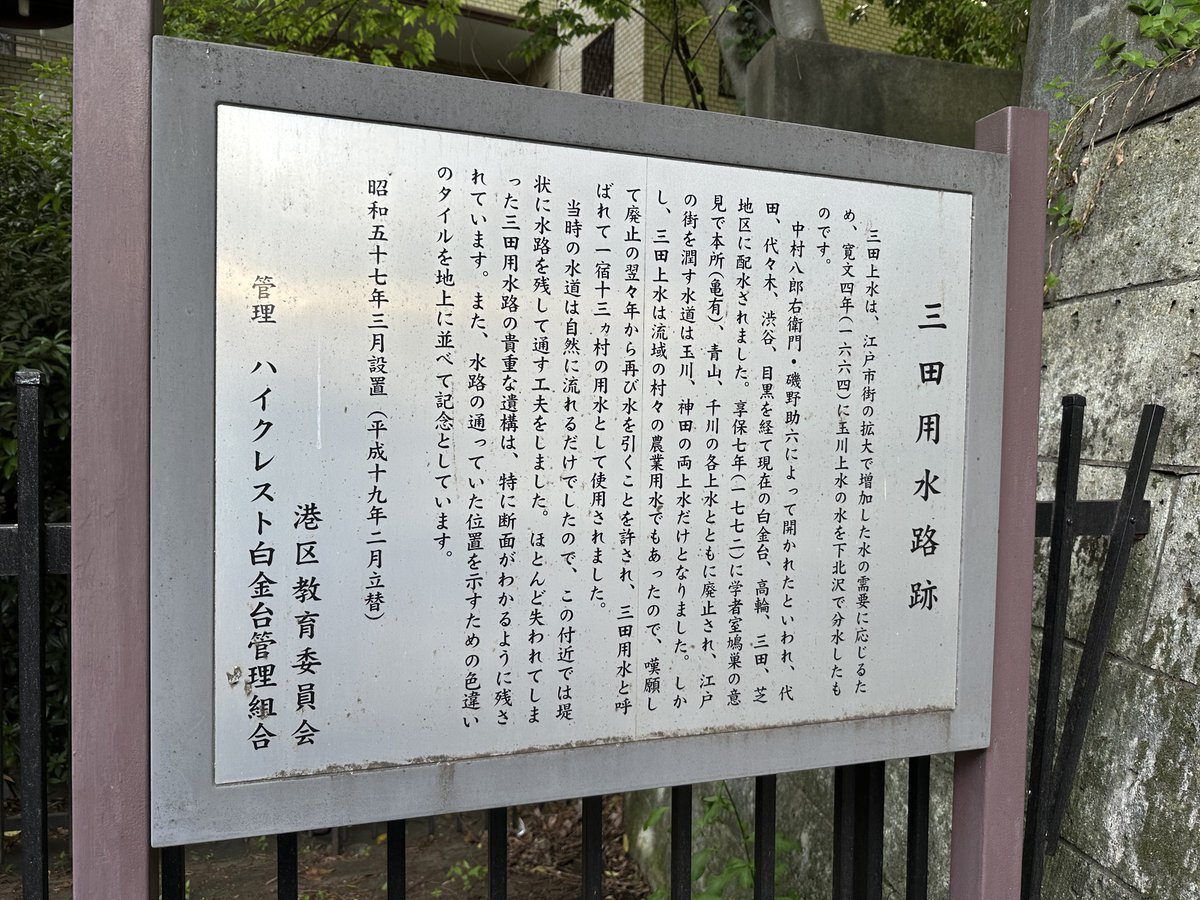 三田用水路跡
三田上水は、江戸市街の拡大で増加した水の需要に応じるた
め、寛文四年(一六六四)に玉川上水の水を下北沢で分水したも
のです。
中村八郎右衛門・磯野助六によって開かれたといわれ、代
田、代々木、渋谷、目黒を経て現在の白金台、高輪、三田、芝
地区に配水されました。享保七年(一七七二)に学者室鳩巣の意
見で本所(亀有)、青山、千川の各上水とともに廃止され、江戸
の街を潤す水道は玉川、神田の両上水だけとなりました。しか
し、三田上水は流域の村々の農業用水でもあったので、嘆願し
て廃止の翌々年から再び水を引くことを許され、三田用水と呼
ばれて一宿十三ヵ村の用水として使用されました。
当時の水道は自然に流れるだけでしたので、この付近では堤
状に水路を残して通す工夫をしました。ほとんど失われてしま
った三田用水路の貴重な遺構は、特に断面がわかるように残さ
れています。また、水路の通っていた位置を示すための色違い
のタイルを地上に並べて記念としています。
昭和五十七年三月設置(平成十九年二月立替)
港区教育委員会
管理 ハイクレスト白金台管理組合